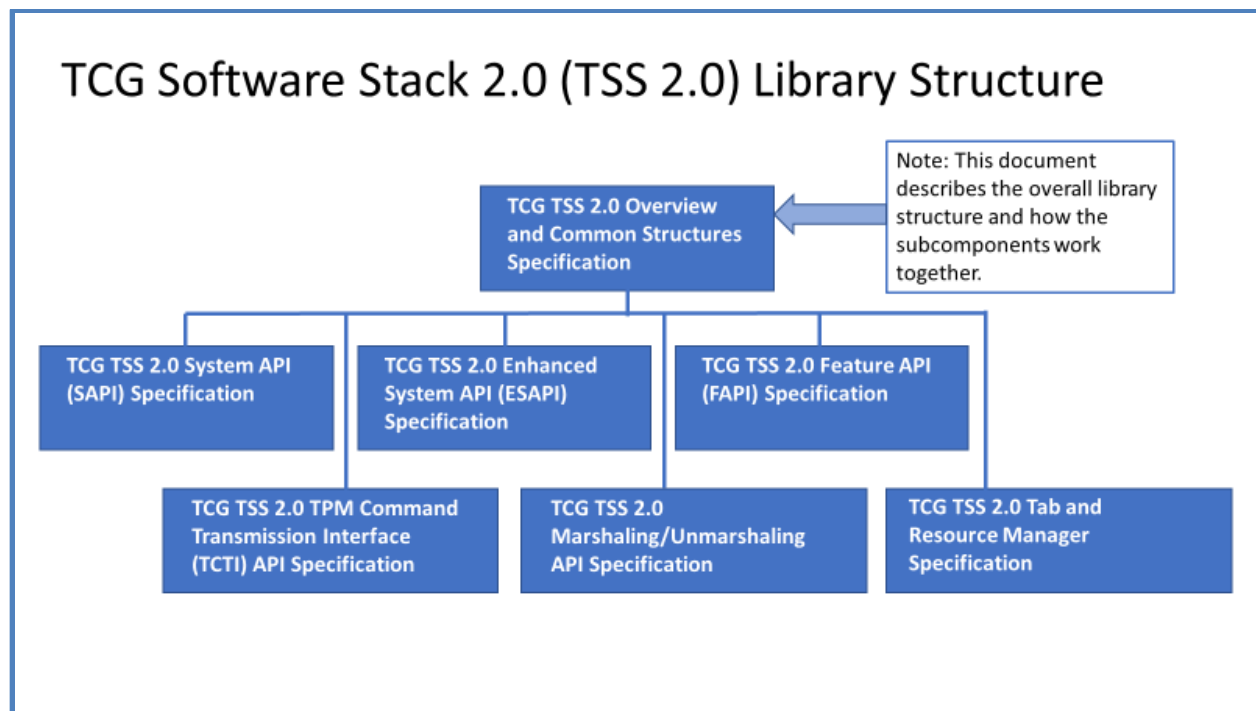 TCG Software Stack 2.0 (TSS 2.0) Library Structure
Note: This document
describes the overall library
structure and how the
subcomponents work
together.
TCG TSS 2.0 Overview
and Common Structures
Specification
TCG TSS 2.0 System API
(SAPI) Specification
TCG TSS 2.0 Enhanced
System API (ESAPI)
Specification
TCG TSS 2.0 Feature API
(FAPI) Specification
TCG TSS 2.0 TPM Command
Transmission Interface
(TCTI) API Specification
TCG TSS 2.0
Marshaling/Unmarshaling
API Specification
TCG TSS 2.0 Tab and
Resource Manager
Specification